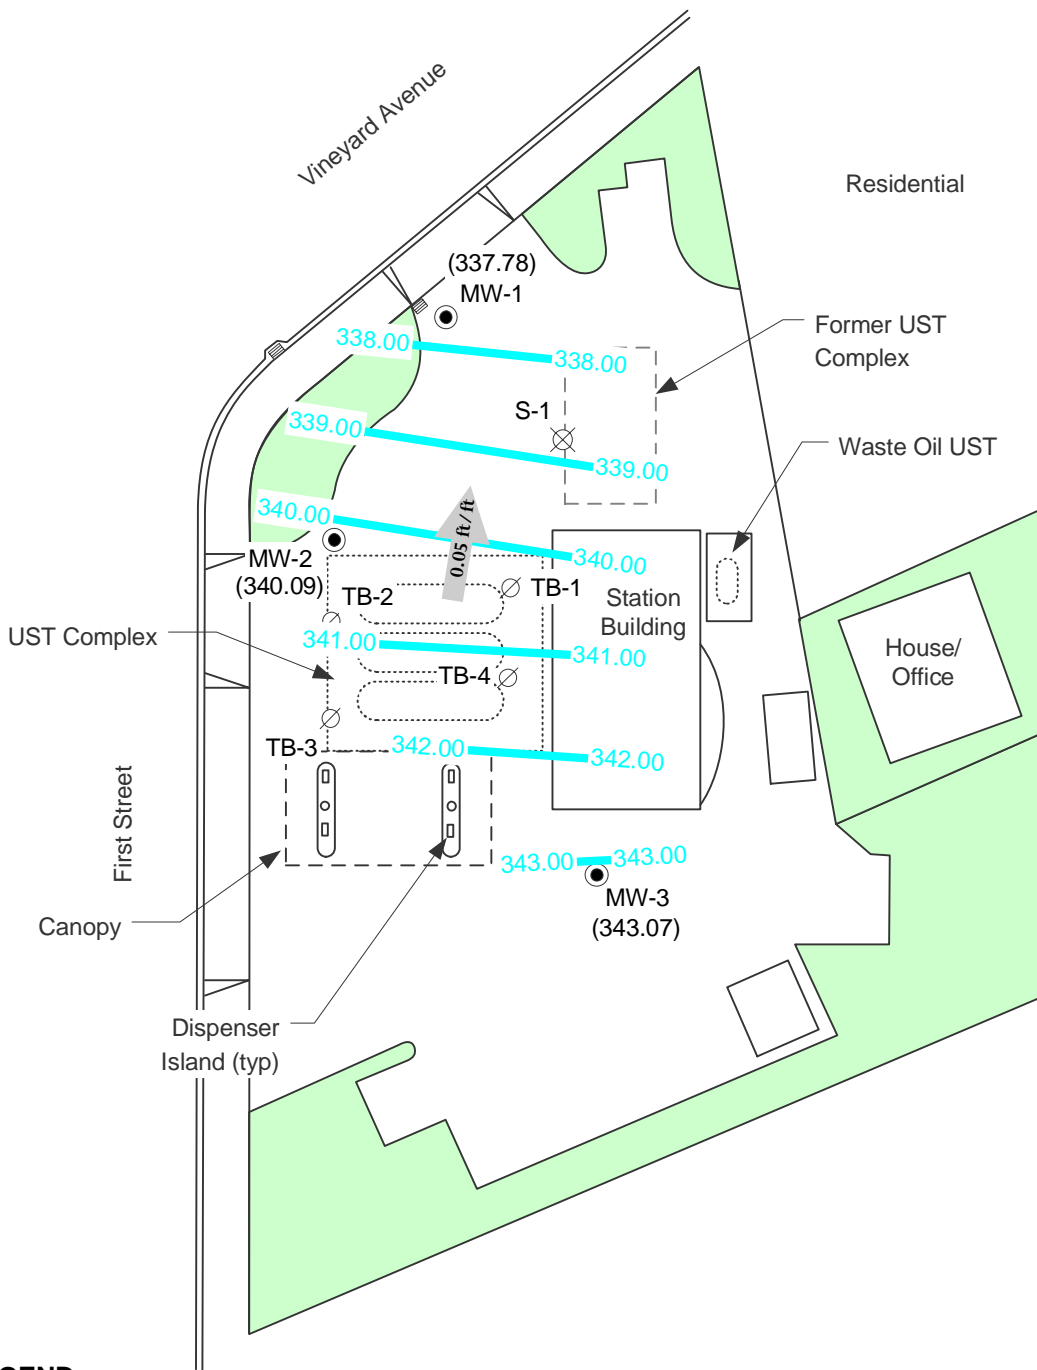 Vineyard Avenue
Residential
(337.78)
MW-1
338.00
338.00
Former UST
Complex
S-1
339.00
339.00
Waste Oil UST
340.00
0.05 ft/ft
340.00
MW-2
(340.09)
TB-2
TB-1
Station
Building
UST Complex
341.00
341.00
House/
Office
TB-4
TB-3
342.00
342.00
First Street
343.00
343.00
MW-3
(343.07)
Canopy
Dispenser
Island (typ)